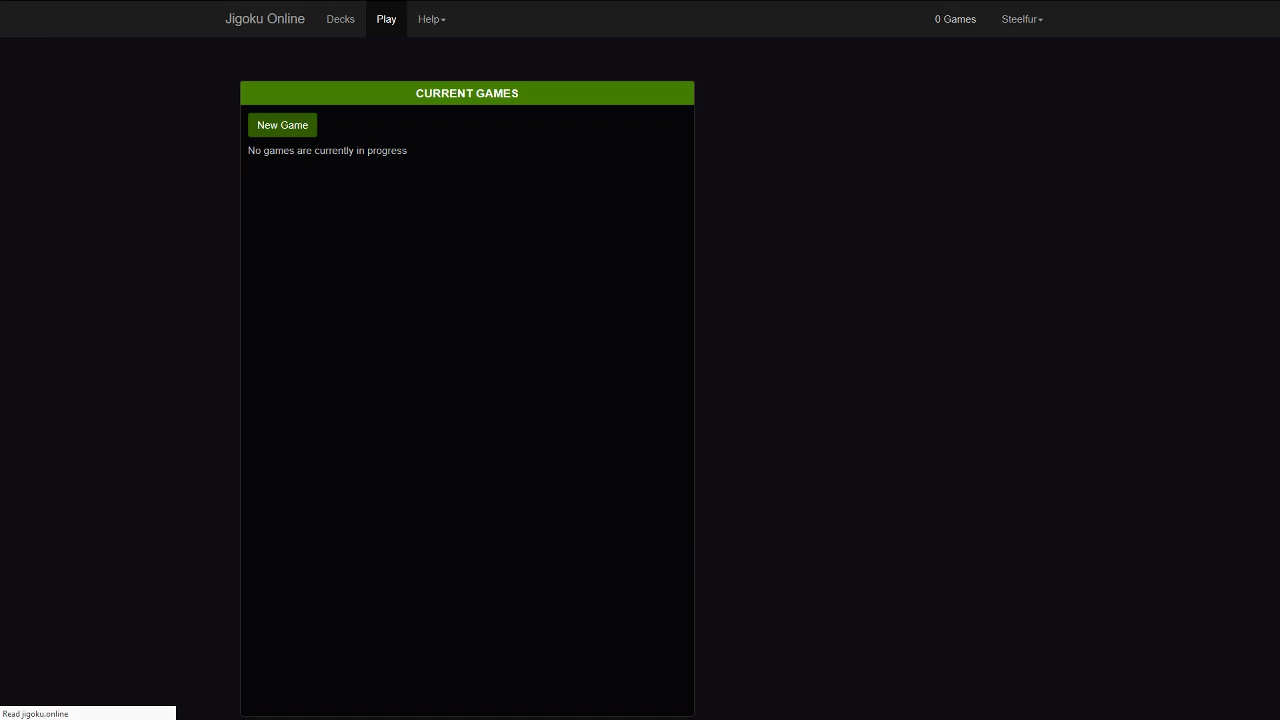 Jigoku Online Decks Play Help 0 Games Steelfur
CURRENT GAMES
New Game
No games are currently in progress
Read jigoku.online